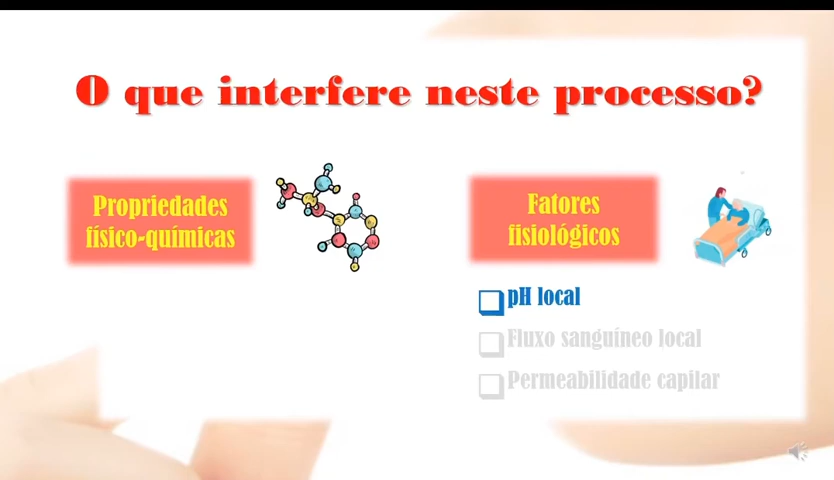 O que interfere neste processo?
Propriedades
físico-químicas
Fatores
fisiológicos
pH local
Fluxo sanguíneo local
Permeabilidade capilar